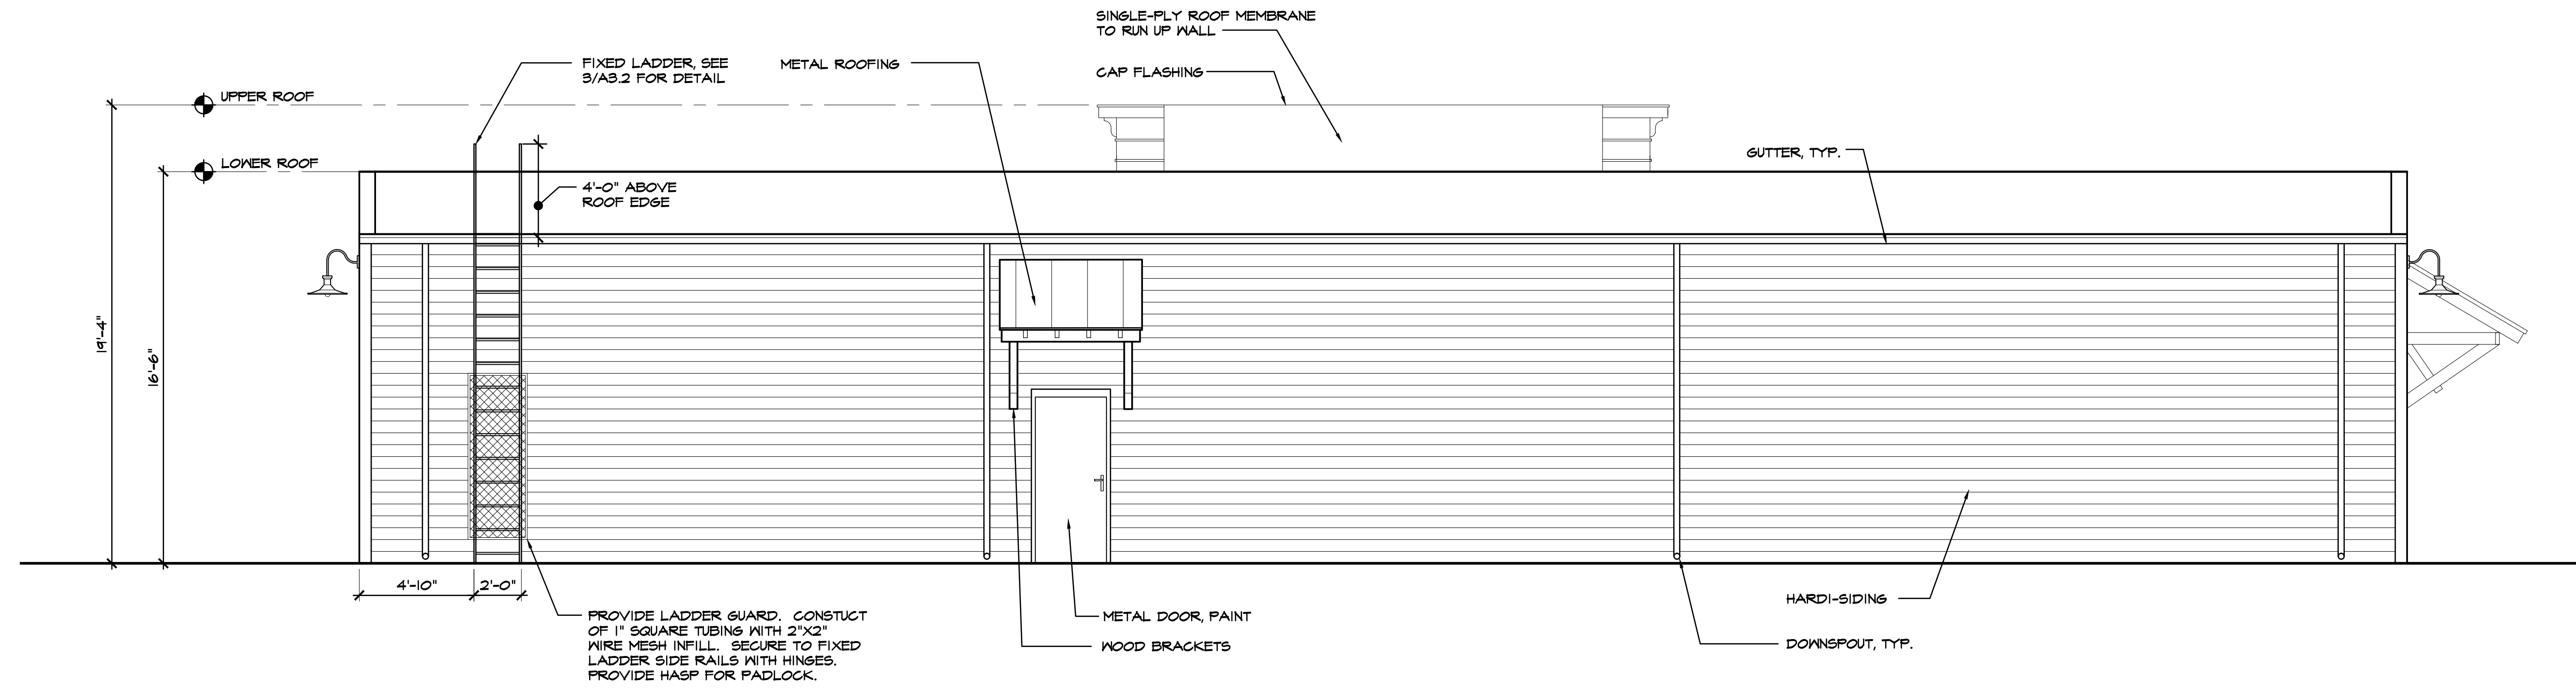 SINGLE-PLY ROOF MEMBRANE
TO RUN UP WALL
FIXED LADDER, SEE
3/A3.2 FOR DETAIL
METAL ROOFING
CAP FLASHING
UPPER ROOF
LOWER ROOF
GUTTER, TYP.
4'-0" ABOVE
ROOF EDGE
19'-4"
16'-6"
4'-10"
2'-0"
HARDI-SIDING
PROVIDE LADDER GUARD. CONSTUCT
OF 1" SQUARE TUBING WITH 2"X2"
WIRE MESH INFILL. SECURE TO FIXED
LADDER SIDE RAILS WITH HINGES.
PROVIDE HASP FOR PADLOCK.
METAL DOOR, PAINT
WOOD BRACKETS
DOWNSPOUT, TYP.